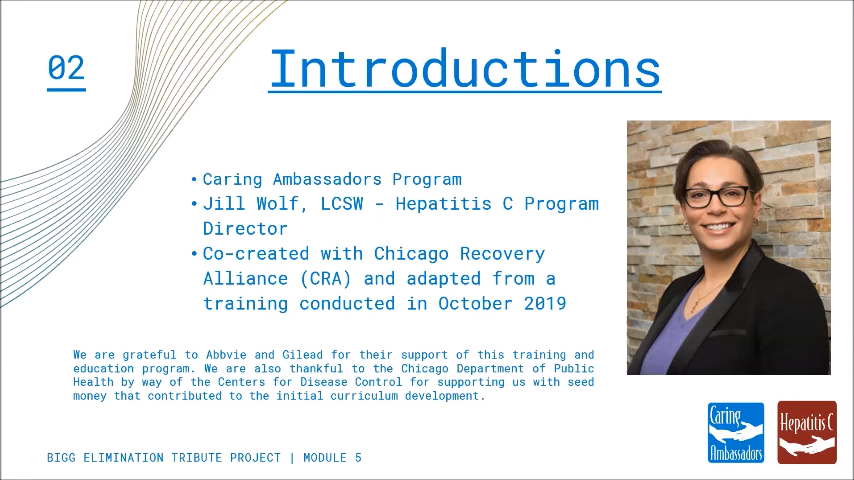 02
Introductions
• Caring Ambassadors Program
• Jill Wolf, LCSW - Hepatitis C Program
Director
• Co-created with Chicago Recovery
Alliance (CRA) and adapted from a
training conducted in October 2019
We are grateful to Abbvie and Gilead for their support of this training and
education program. We are also thankful to the Chicago Department of Public
Health by way of the Centers for Disease Control for supporting us with seed
money that contributed to the initial curriculum development.
Caring
Ambassadors
Hepatitis C
BIGG ELIMINATION TRIBUTE PROJECT | MODULE 5